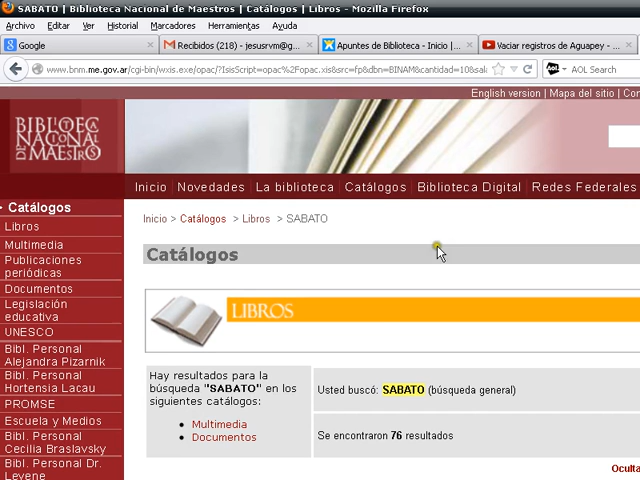 SABATO | Biblioteca Nacional de Maestros | Catálogos | Libros - Mozilla Firefox
Archivo Editar Ver Historial Marcadores Herramientas Ayuda
Google
Recibidos (218) - jesusrvm@g...
Apuntes de Biblioteca - Inicio |...
Vaciar registros de Aguapey - ...
www.bnm.me.gov.ar/cgi-bin/wxis.exe/opac/?IsisScript=opac%2Fopac.xis&src=fp&dbn=BINAM&cantidad=10&sala
AOL Search
English version | Mapa del sitio | Con
BIBLIOTECA
NACIONAL
DE MAESTROS
Inicio Novedades La biblioteca Catálogos Biblioteca Digital Redes Federales
Catálogos
Libros
Multimedia
Publicaciones
periódicas
Documentos
Legislación
educativa
UNESCO
Bibl. Personal
Alejandra Pizarnik
Bibl. Personal
Hortensia Lacau
PROMSE
Escuela y Medios
Bibl. Personal
Cecilia Braslavsky
Bibl. Personal Dr.
Levene
Inicio > Catálogos > Libros > SABATO
Catálogos
LIBROS
Hay resultados para la
búsqueda "SABATO" en los
siguientes catálogos:
• Multimedia
• Documentos
Usted buscó: SABATO (búsqueda general)
Se encontraron 76 resultados
Oculta